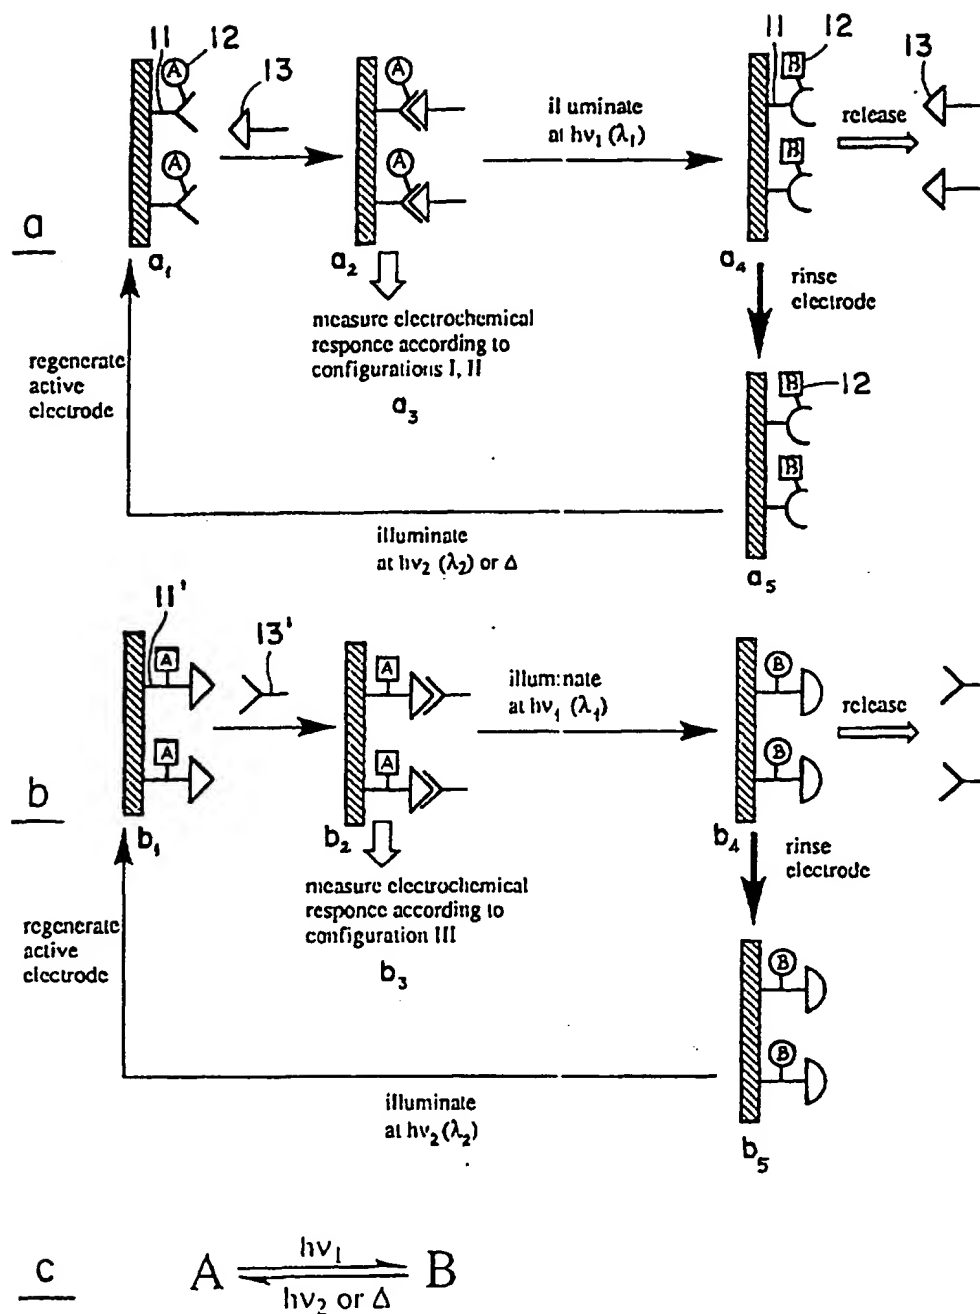 11 12
A
A
13
a₁
A
A
a₂
measure electrochemical
responce according to
configurations I, II
a₃
illuminate
at hν₁ (λ₁)
11 12
B
B
a₄
release
13
rinse
electrode
B
B
12
a₅
illuminate
at hν₂ (λ₂) or Δ
regenerate
active
electrode
a
11'
A
A
13'
b₁
A
A
b₂
measure electrochemical
responce according to
configuration III
b₃
illuminate
at hν₁ (λ₁)
B
B
b₄
release
rinse
electrode
B
B
b₅
illuminate
at hν₂ (λ₂)
regenerate
active
electrode
b
c
A hν₁ B
hν₂ or Δ